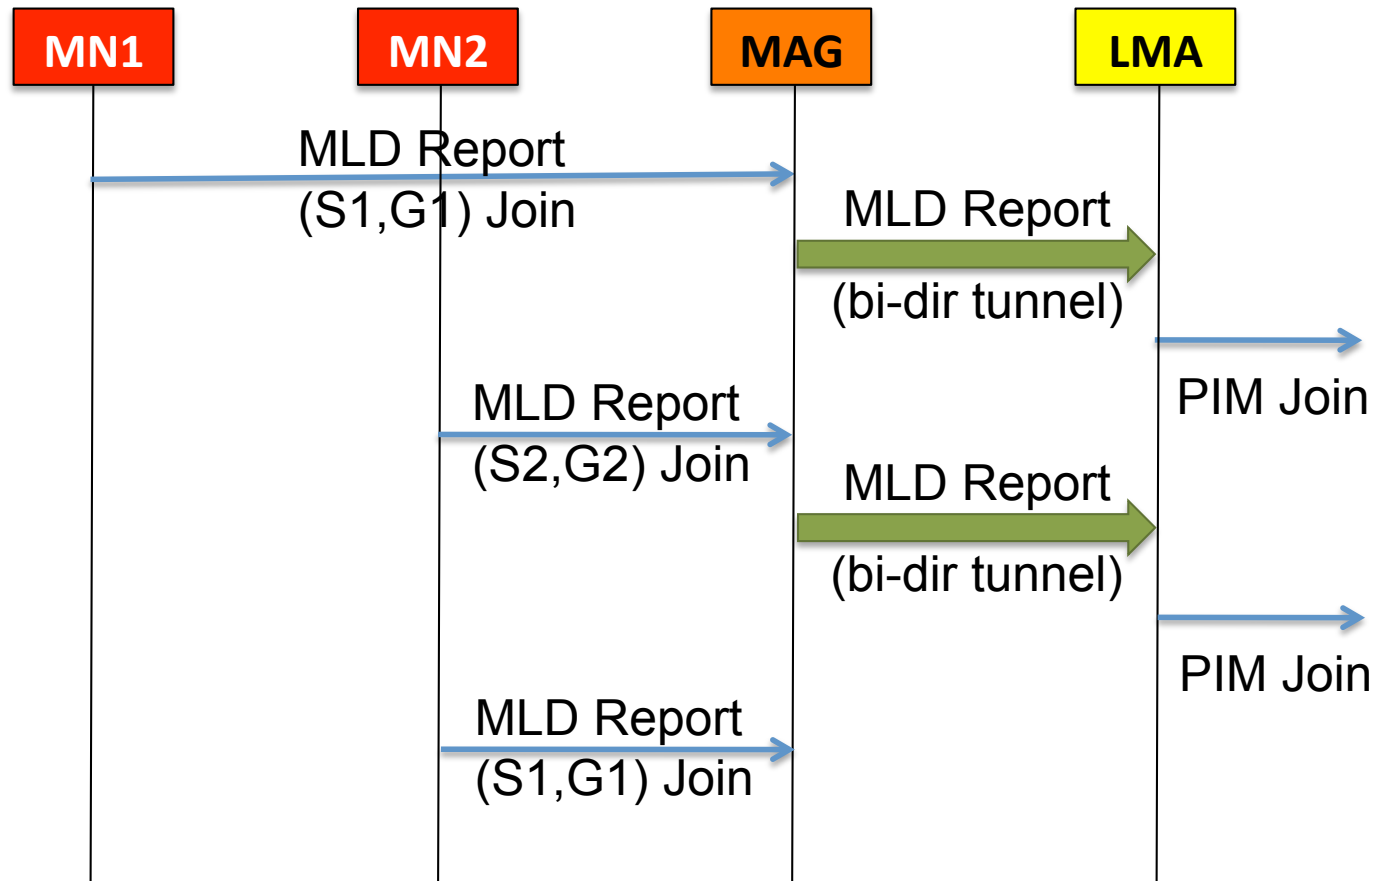 MN1
MN2
MAG
LMA
MLD Report
(S1,G1) Join
MLD Report
(bi-dir tunnel)
PIM Join
MLD Report
(S2,G2) Join
MLD Report
(bi-dir tunnel)
PIM Join
MLD Report
(S1,G1) Join